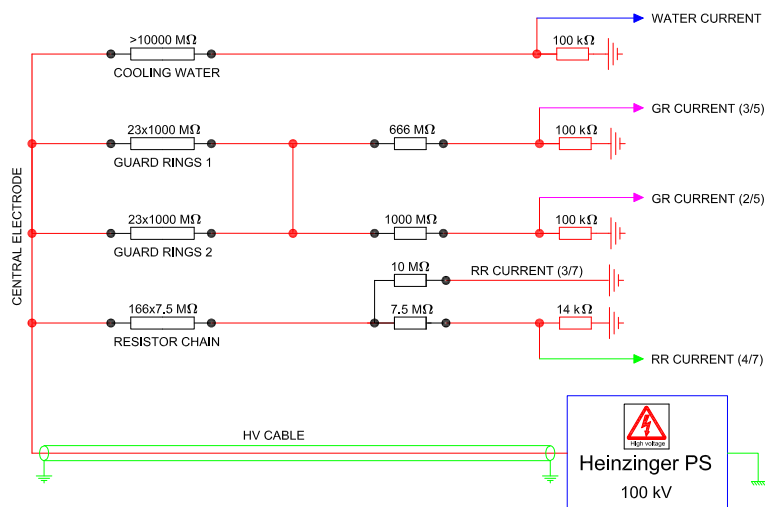 WATER CURRENT
>10000 MΩ
100 kΩ
COOLING WATER
GR CURRENT (3/5)
23x1000 MΩ
666 MΩ
100 kΩ
GUARD RINGS 1
CENTRAL ELECTRODE
GR CURRENT (2/5)
23x1000 MΩ
1000 MΩ
100 kΩ
GUARD RINGS 2
10 MΩ
RR CURRENT (3/7)
166x7.5 MΩ
7.5 MΩ
14 kΩ
RESISTOR CHAIN
RR CURRENT (4/7)
HV CABLE
High voltage
Heinzinger PS
100 kV